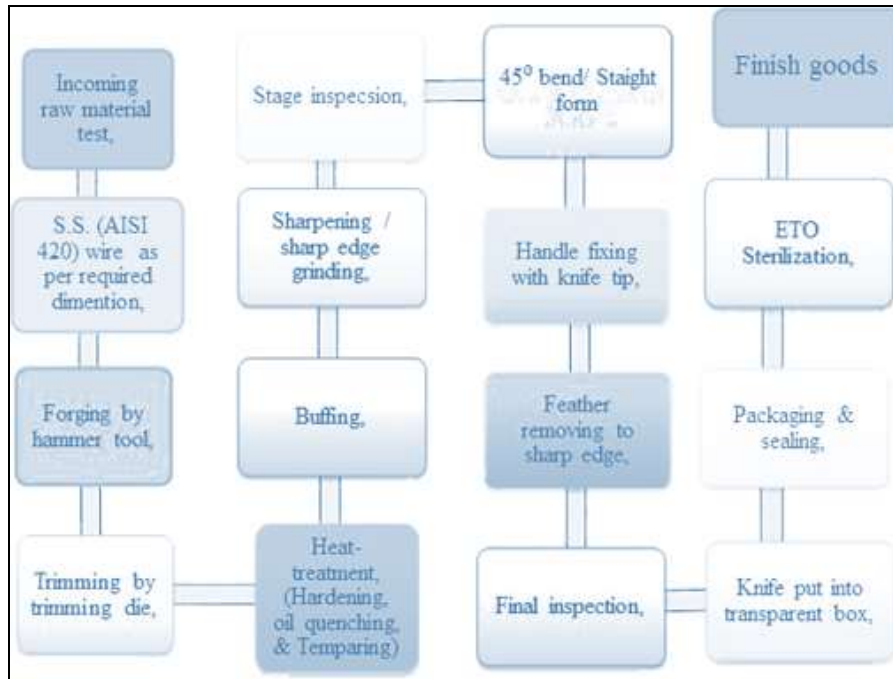 Incoming
raw material
test,
S.S. (AISI
420) wire as
per required
dimention,
Forging by
hammer tool,
Trimming by
trimming die,
Heat-
treatment,
(Hardening,
oil quenching,
& Temparing)
Buffing,
Sharpening /
sharp edge
grinding,
Stage inspecsion,
45⁰ bend/ Staight
form
Handle fixing
with knife tip,
Feather
removing to
sharp edge,
Final inspection,
Knife put into
transparent box,
Packaging &
sealing,
ETO
Sterilization,
Finish goods